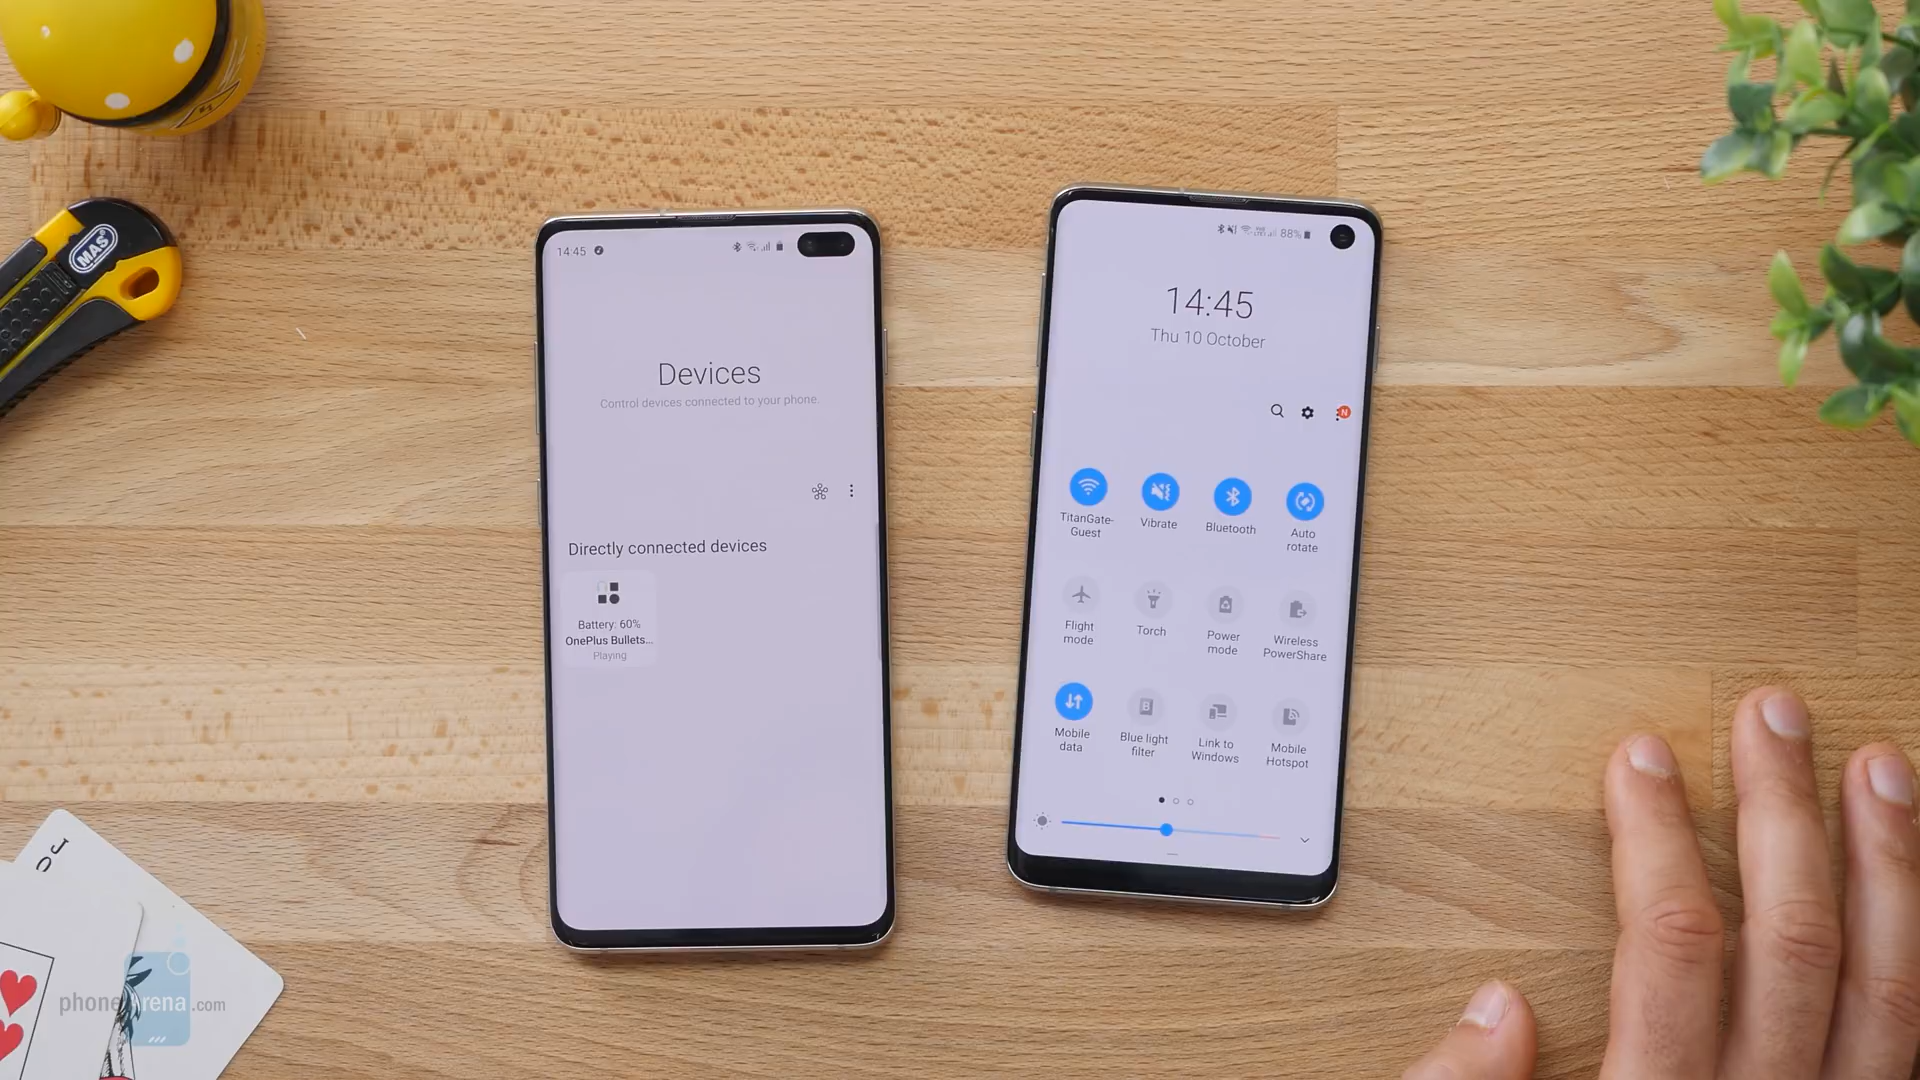 MAS
14:45
Devices
Control devices connected to your phone.
Directly connected devices
Battery: 60%
OnePlus Bullets...
Playing
88%
14:45
Thu 10 October
N
TitanGate-
Guest
Vibrate
Bluetooth
Auto
rotate
Flight
mode
Torch
Power
mode
Wireless
PowerShare
Mobile
data
B
Blue light
filter
Link to
Windows
Mobile
Hotspot
J
phoneArena.com